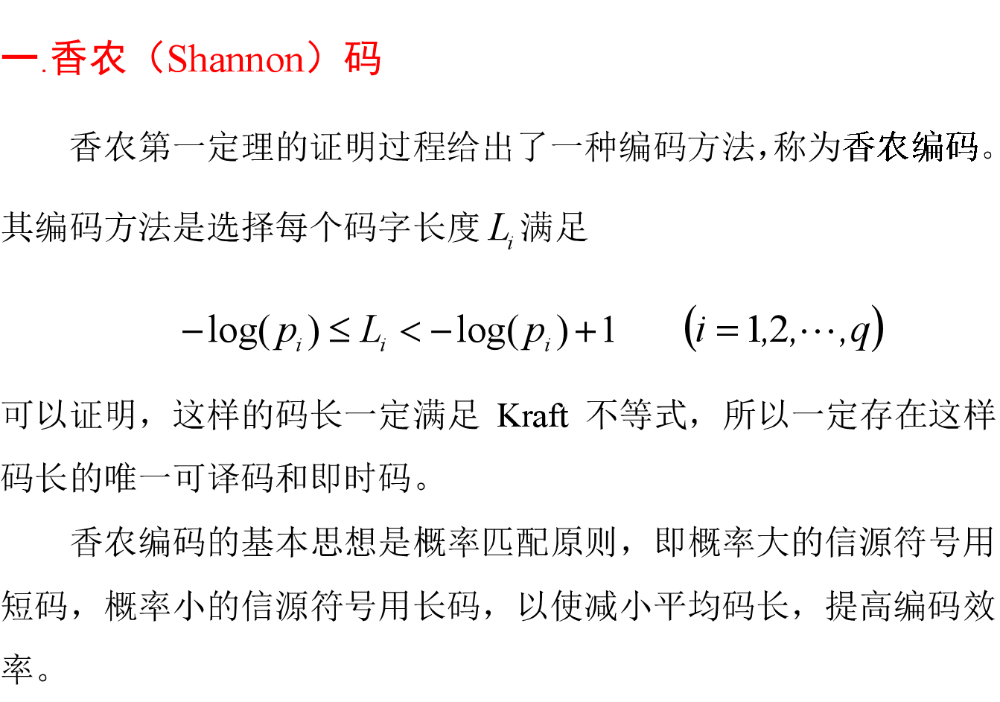 一.香农（Shannon）码
香农第一定理的证明过程给出了一种编码方法，称为香农编码。
其编码方法是选择每个码字长度 Lᵢ 满足
−log(pᵢ) ≤ Lᵢ < −log(pᵢ)+1 (i = 1,2,⋯,q)
可以证明，这样的码长一定满足 Kraft 不等式，所以一定存在这样
码长的唯一可译码和即时码。
香农编码的基本思想是概率匹配原则，即概率大的信源符号用
短码，概率小的信源符号用长码，以使减小平均码长，提高编码效
率。